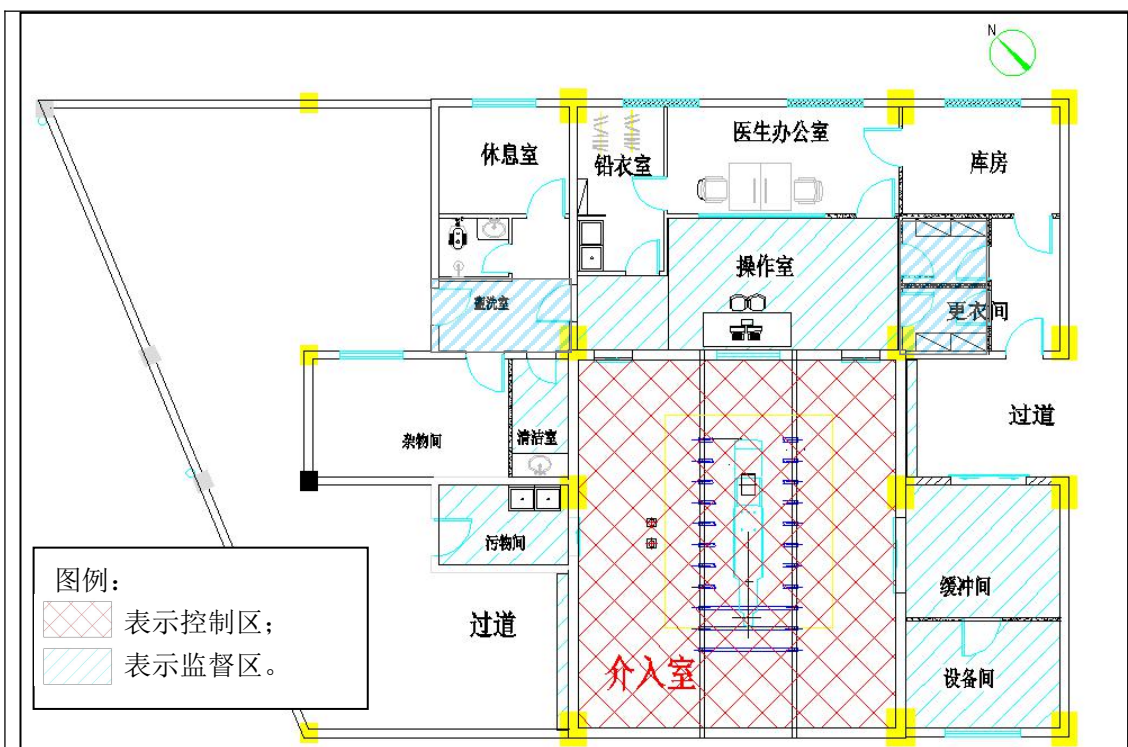 N
医生办公室
休息室
铅衣室
库房
操作室
盥洗室
更衣间
过道
杂物间
清洁室
污物间
缓冲间
图例：
表示控制区；
表示监督区。
过道
介入室
设备间